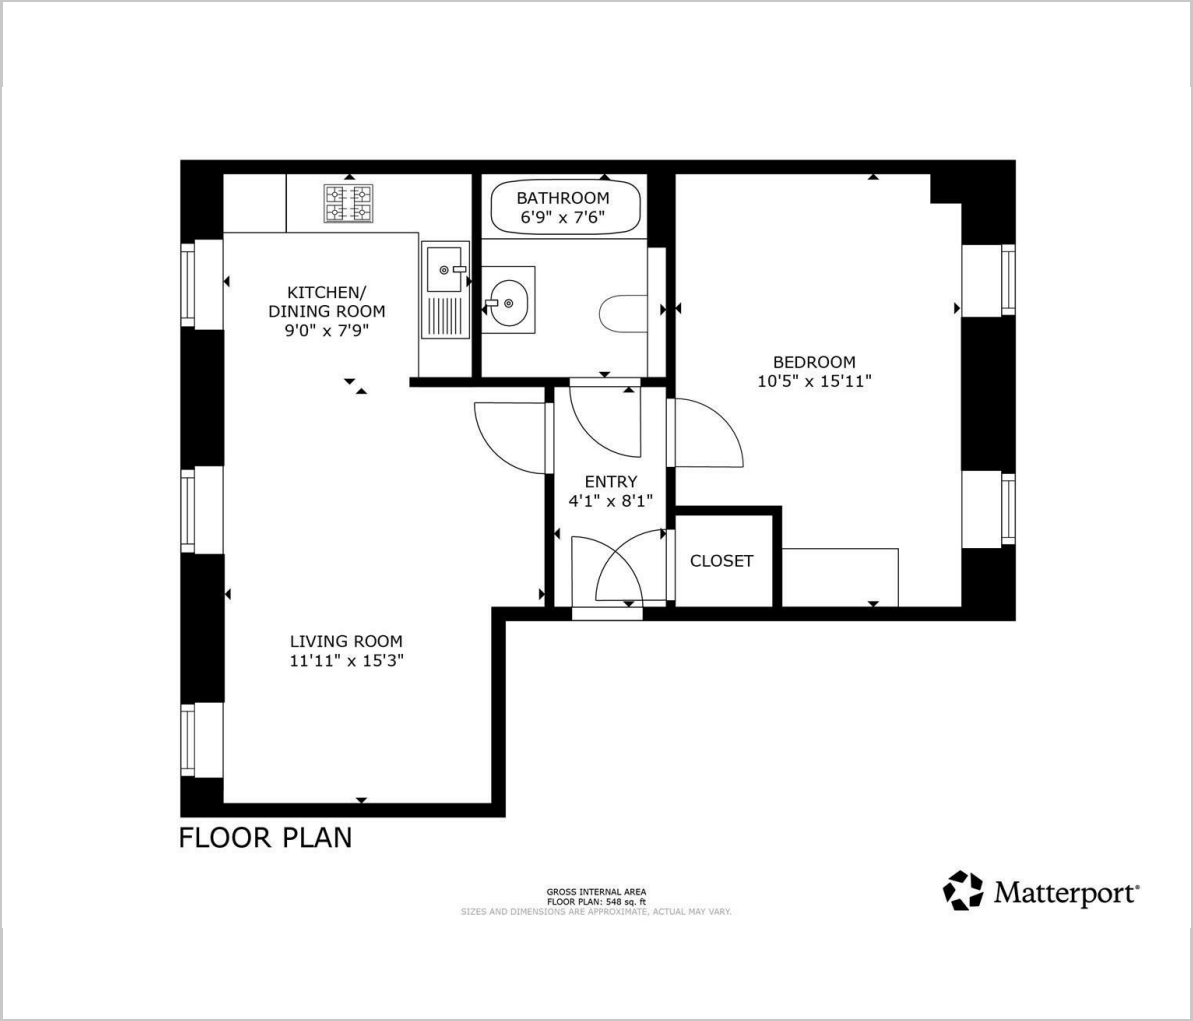 BATHROOM
6'9" x 7'6"
KITCHEN/
DINING ROOM
9'0" x 7'9"
BEDROOM
10'5" x 15'11"
ENTRY
4'1" x 8'1"
CLOSET
LIVING ROOM
11'11" x 15'3"
FLOOR PLAN
GROSS INTERNAL AREA
FLOOR PLAN: 548 sq. ft
SIZES AND DIMENSIONS ARE APPROXIMATE, ACTUAL MAY VARY.
Matterport®